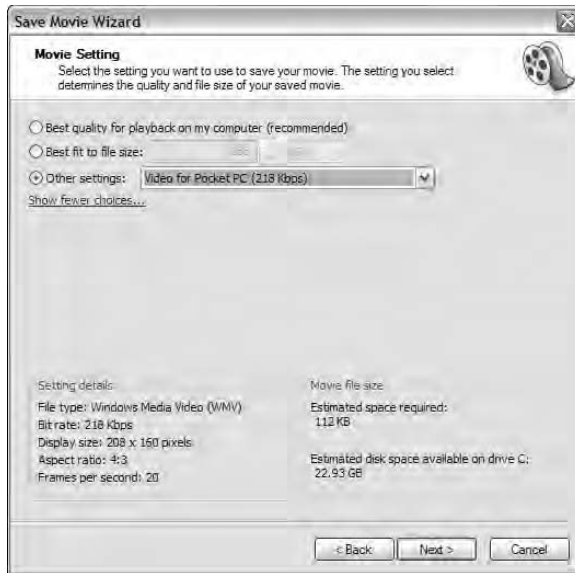 Save Movie Wizard
Movie Setting
Select the setting you want to use to save your movie. The setting you select
determines the quality and file size of your saved movie.
Best quality for playback on my computer (recommended)
Best fit to file size:
Other settings: Video for Pocket PC (218 Kbps)
Show fewer choices...
Setting details
File type: Windows Media Video (WMV)
Bit rate: 218 Kbps
Display size: 208 x 160 pixels
Aspect ratio: 4:3
Frames per second: 20
Movie file size
Estimated space required:
112 KB
Estimated disk space available on drive C:
22.93 GB
< Back
Next >
Cancel